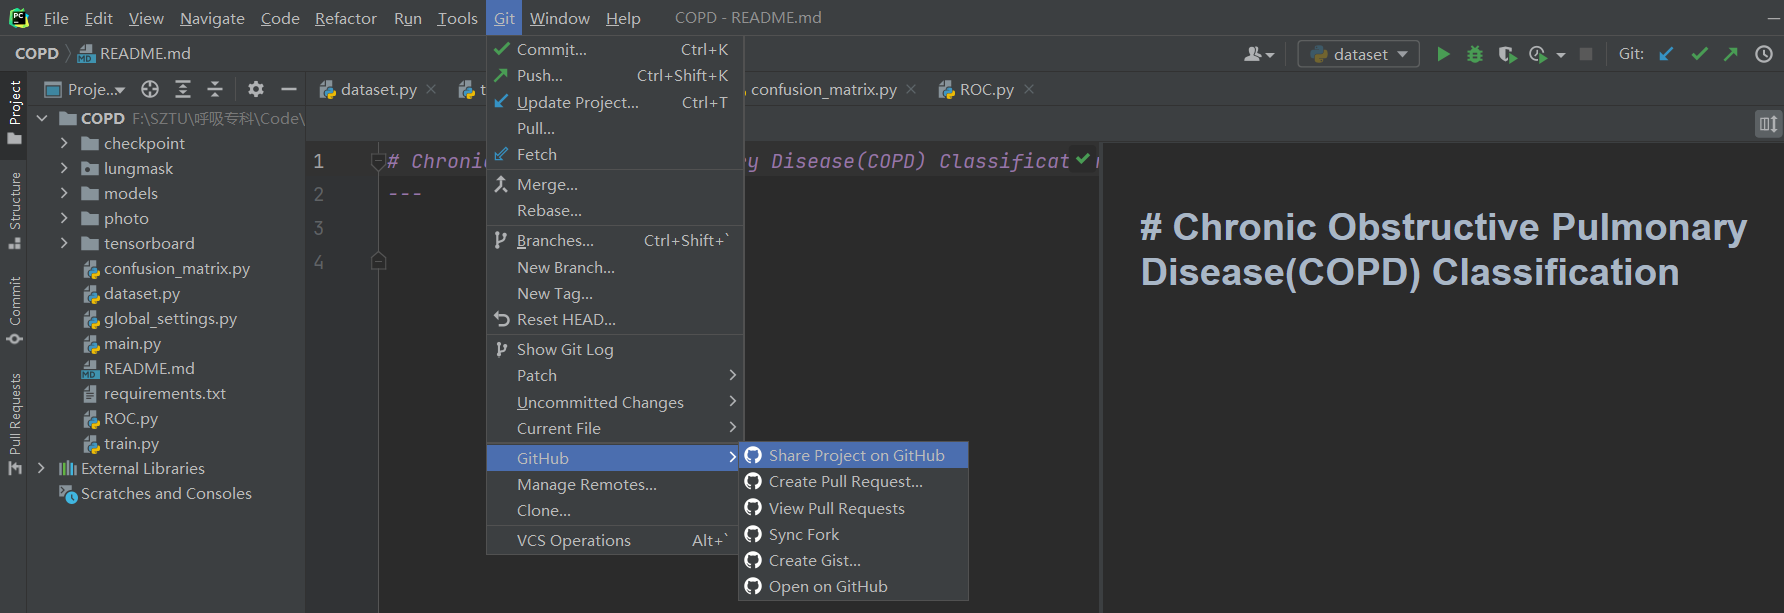 PC File Edit View Navigate Code Refactor Run Tools Git Window Help COPD - README.md
COPD README.md
dataset Git:
Proje...
dataset.py t confusion_matrix.py ROC.py
Project
Structure
Commit
Pull Requests
COPD F:\SZTU\呼吸专科\Code\
checkpoint
lungmask
models
photo
tensorboard
confusion_matrix.py
dataset.py
global_settings.py
main.py
README.md
requirements.txt
ROC.py
train.py
External Libraries
Scratches and Consoles
Commit... Ctrl+K
Push... Ctrl+Shift+K
Update Project... Ctrl+T
Pull...
Fetch
Merge...
Rebase...
Branches... Ctrl+Shift+`
New Branch...
New Tag...
Reset HEAD...
Show Git Log
Patch
Uncommitted Changes
Current File
GitHub
Manage Remotes...
Clone...
VCS Operations Alt+`
Share Project on GitHub
Create Pull Request...
View Pull Requests
Sync Fork
Create Gist...
Open on GitHub
1 # Chroni y Disease(COPD) Classificat
2 ---
3
4
# Chronic Obstructive Pulmonary
Disease(COPD) Classification